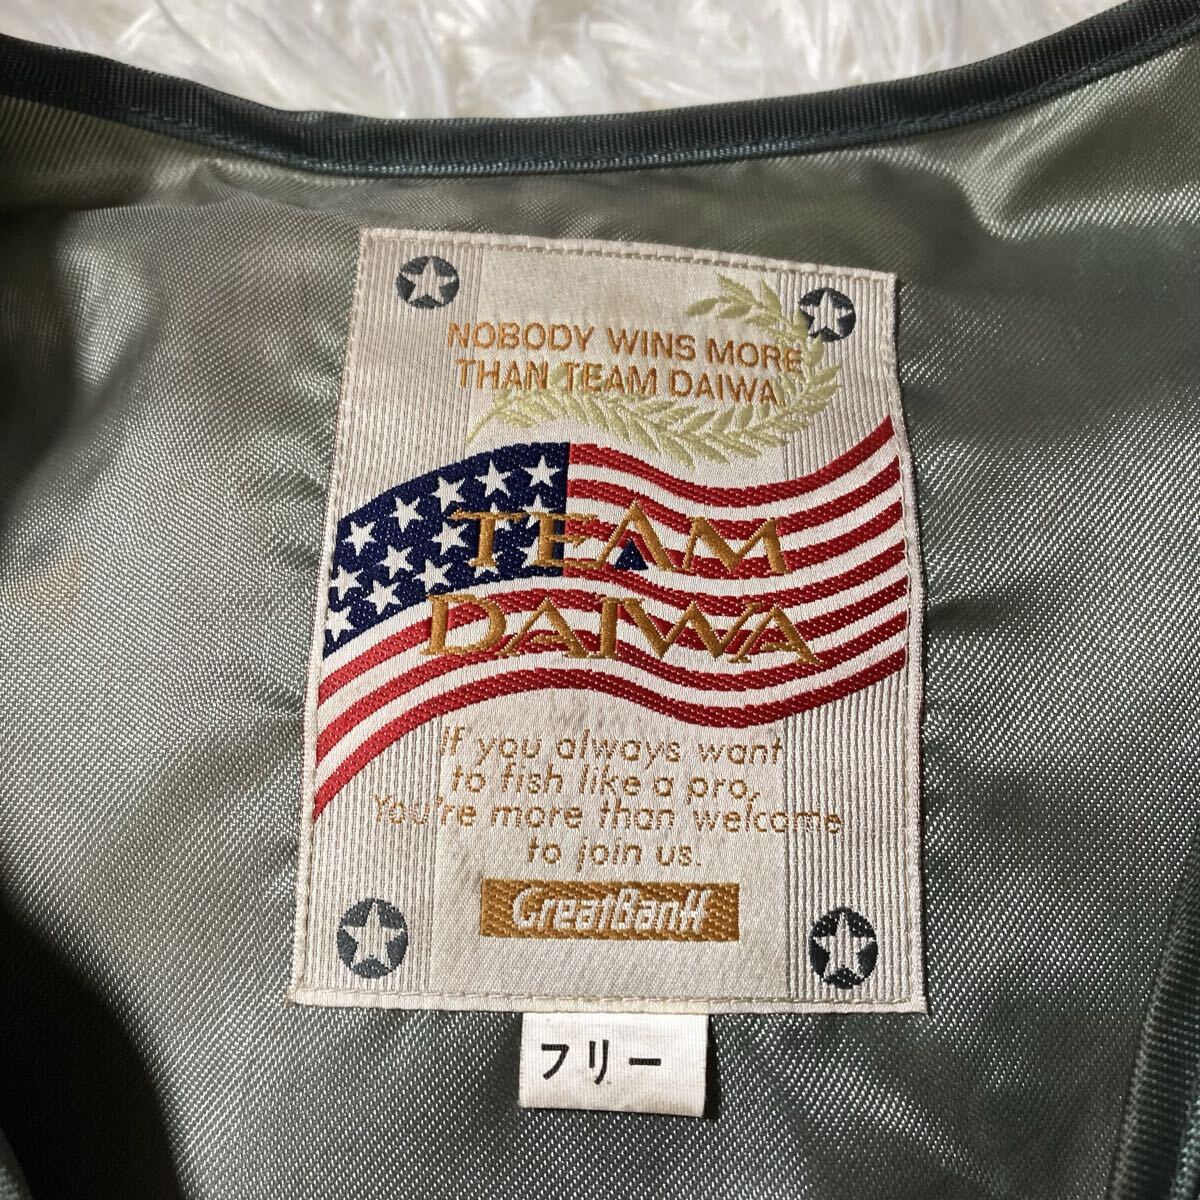 NOBODY WINS MORE
THAN TEAM DAIWA.
TEAM
DAIWA
If you always want
to fish like a pro,
You're more than welcome
to join us.
GreatBanH
フリー